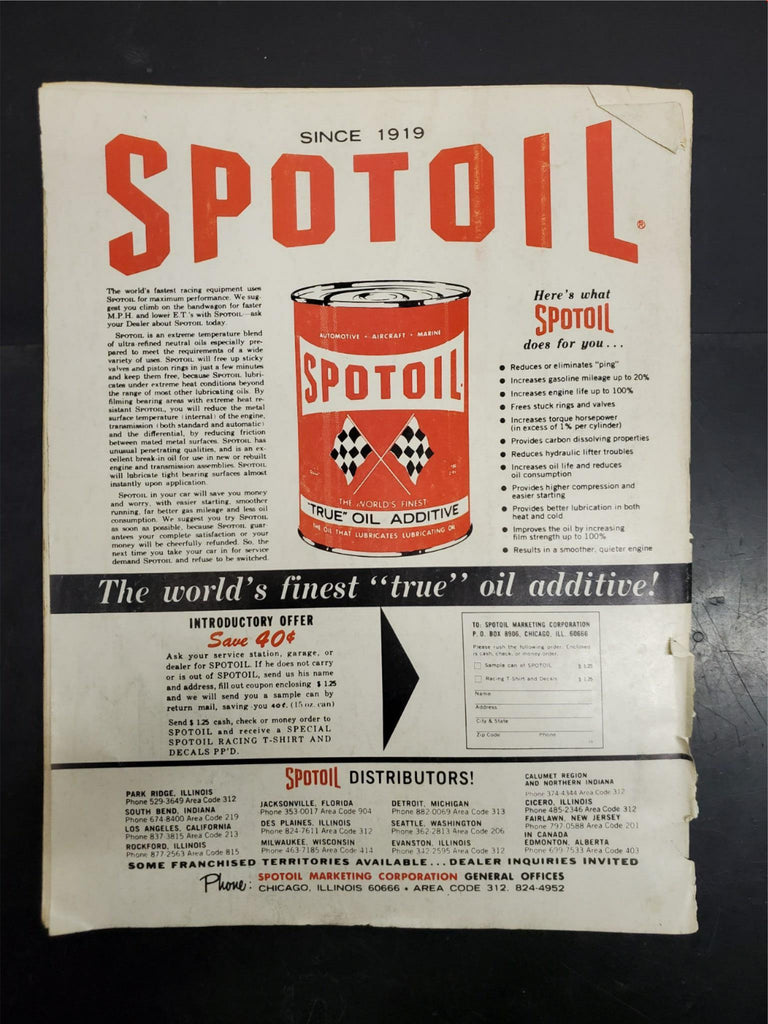 SINCE 1919
SPOTOIL®
The world's fastest racing equipment uses
SPOTOIL for maximum performance. We sug-
gest you climb on the bandwagon for faster
M.P.H. and lower E.T.'s with SPOTOIL—ask
your Dealer about SPOTOIL today.
SPOTOIL is an extreme temperature blend
of ultra refined neutral oils especially pre-
pared to meet the requirements of a wide
variety of uses. SPOTOIL will free up sticky
valves and piston rings in just a few minutes
and keep them free, because SPOTOIL lubri-
cates under extreme heat conditions beyond
the range of most other lubricating oils. By
filming bearing areas with extreme heat re-
sistant SPOTOIL, you will reduce the metal
surface temperature (internal) of the engine,
transmission (both standard and automatic)
and the differential, by reducing friction
between mated metal surfaces. SPOTOIL has
unusual penetrating qualities, and is an ex-
cellent break-in oil for use in new or rebuilt
engine and transmission assemblies. SPOTOIL
will lubricate tight bearing surfaces almost
instantly upon application.
SPOTOIL in your car will save you money
and worry, with easier starting, smoother
running, far better gas mileage and less oil
consumption. We suggest you try SPOTOIL
as soon as possible, because SPOTOIL guar-
antees your complete satisfaction or your
money will be cheerfully refunded. So, the
next time you take your car in for service
demand SPOTOIL and refuse to be switched.
AUTOMOTIVE • AIRCRAFT • MARINE
SPOTOIL
THE WORLD'S FINEST
"TRUE" OIL ADDITIVE
THE OIL THAT LUBRICATES LUBRICATING OIL
Here's what
SPOTOIL
does for you...
● Reduces or eliminates "ping"
● Increases gasoline mileage up to 20%
● Increases engine life up to 100%
● Frees stuck rings and valves
● Increases torque horsepower
(in excess of 1% per cylinder)
● Provides carbon dissolving properties
● Reduces hydraulic lifter troubles
● Increases oil life and reduces
oil consumption
● Provides higher compression and
easier starting
● Provides better lubrication in both
heat and cold
● Improves the oil by increasing
film strength up to 100%
● Results in a smoother, quieter engine
The world's finest "true" oil additive!
INTRODUCTORY OFFER
Save 40¢
Ask your service station, garage, or
dealer for SPOTOIL. If he does not carry
or is out of SPOTOIL, send us his name
and address, fill out coupon enclosing $1.25
and we will send you a sample can by
return mail, saving you 40¢. (15 oz. can)
Send $1.25 cash, check or money order to
SPOTOIL and receive a SPECIAL
SPOTOIL RACING T-SHIRT AND
DECALS PP'D.
TO: SPOTOIL MARKETING CORPORATION
P. O. BOX 8906, CHICAGO, ILL. 60666
Please rush the following order. Enclosed
is cash, check, or money order.
Sample can of SPOTOIL $1.25
Racing T-Shirt and Decals $1.25
Name
Address
City & State
Zip Code Phone
SPOTOIL DISTRIBUTORS!
PARK RIDGE, ILLINOIS
Phone 529-3649 Area Code 312
SOUTH BEND, INDIANA
Phone 674-8400 Area Code 219
LOS ANGELES, CALIFORNIA
Phone 837-3815 Area Code 213
ROCKFORD, ILLINOIS
Phone 877-2563 Area Code 815
JACKSONVILLE, FLORIDA
Phone 353-0017 Area Code 904
DES PLAINES, ILLINOIS
Phone 824-7611 Area Code 312
MILWAUKEE, WISCONSIN
Phone 463-7185 Area Code 414
DETROIT, MICHIGAN
Phone 882-0069 Area Code 313
SEATTLE, WASHINGTON
Phone 362-2813 Area Code 206
EVANSTON, ILLINOIS
Phone 342-2595 Area Code 312
CALUMET REGION
AND NORTHERN INDIANA
Phone 374-4344 Area Code 312
CICERO, ILLINOIS
Phone 485-2346 Area Code 312
FAIRLAWN, NEW JERSEY
Phone 797-0588 Area Code 201
IN CANADA
EDMONTON, ALBERTA
Phone 699-7533 Area Code 403
SOME FRANCHISED TERRITORIES AVAILABLE...DEALER INQUIRIES INVITED
Phone: SPOTOIL MARKETING CORPORATION GENERAL OFFICES
CHICAGO, ILLINOIS 60666 • AREA CODE 312. 824-4952